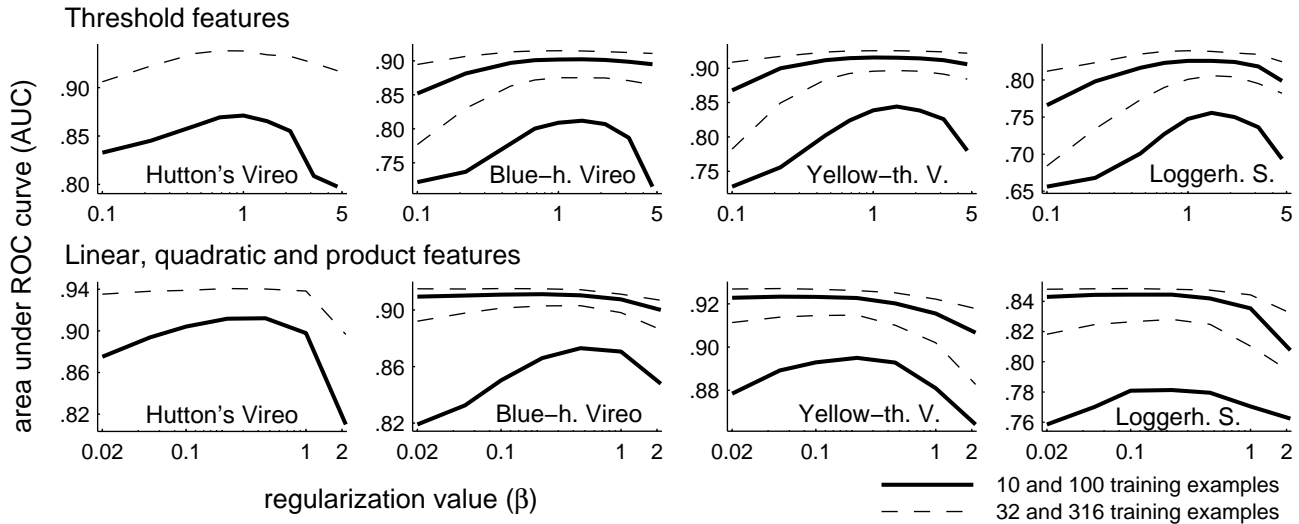 Threshold features
area under ROC curve (AUC)
.90
.85
.80
Hutton's Vireo
0.1 1 5
.90
.85
.80
.75
Blue−h. Vireo
0.1 1 5
.90
.85
.80
.75
Yellow−th. V.
0.1 1 5
.80
.75
.70
.65
Loggerh. S.
0.1 1 5
Linear, quadratic and product features
.94
.90
.86
.82
Hutton's Vireo
0.02 0.1 1 2
.90
.86
.82
Blue−h. Vireo
0.02 0.1 1 2
.92
.90
.88
Yellow−th. V.
0.02 0.1 1 2
.84
.82
.80
.78
.76
Loggerh. S.
0.02 0.1 1 2
regularization value (β)
10 and 100 training examples
32 and 316 training examples